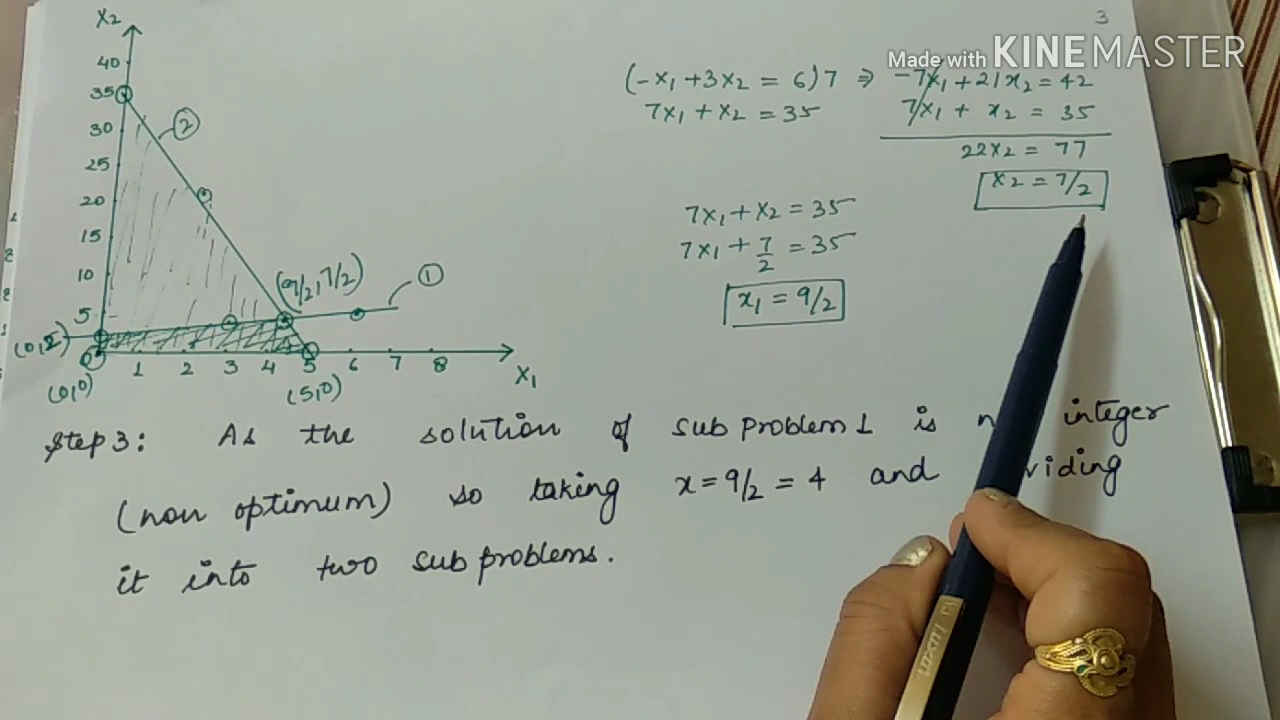 3
Made with KINEMASTER
X2
40
35
30
25
20
15
10
5
(0,2)
0
(0,0)
1 2 3 4 5 6 7 8
(5,0)
X1
②
(9/2, 7/2)
①
(-x1 + 3x2 = 6) 7 ⇒ -7x1 + 21x2 = 42
7x1 + x2 = 35
7x1 + x2 = 35
22x2 = 77
x2 = 7/2
7x1 + x2 = 35
7x1 + 7/2 = 35
x1 = 9/2
Step 3: As the solution of sub problem 1 is integer
(non optimum) so taking x = 9/2 = 4 and
it into two sub problems.